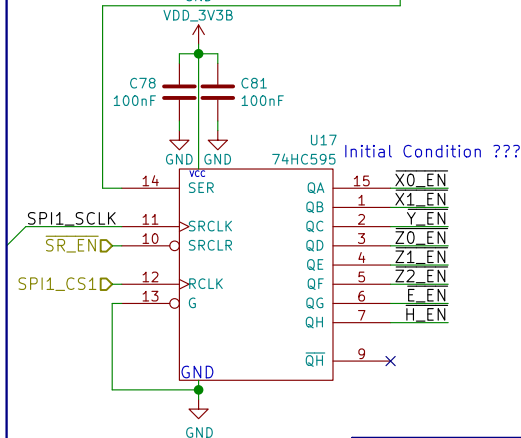 GND
VDD_3V3B
C78
100nF
C81
100nF
GND
GND
U17
74HC595
Initial Condition ???
VCC
14
SER
QA
15
X0_EN
QB
1
X1_EN
SPI1_SCLK
11
SRCLK
QC
2
Y_EN
SR_EN
10
SRCLR
QD
3
Z0_EN
QE
4
Z1_EN
SPI1_CS1
12
RCLK
QF
5
Z2_EN
13
G
QG
6
E_EN
QH
7
H_EN
QH
9
GND
GND